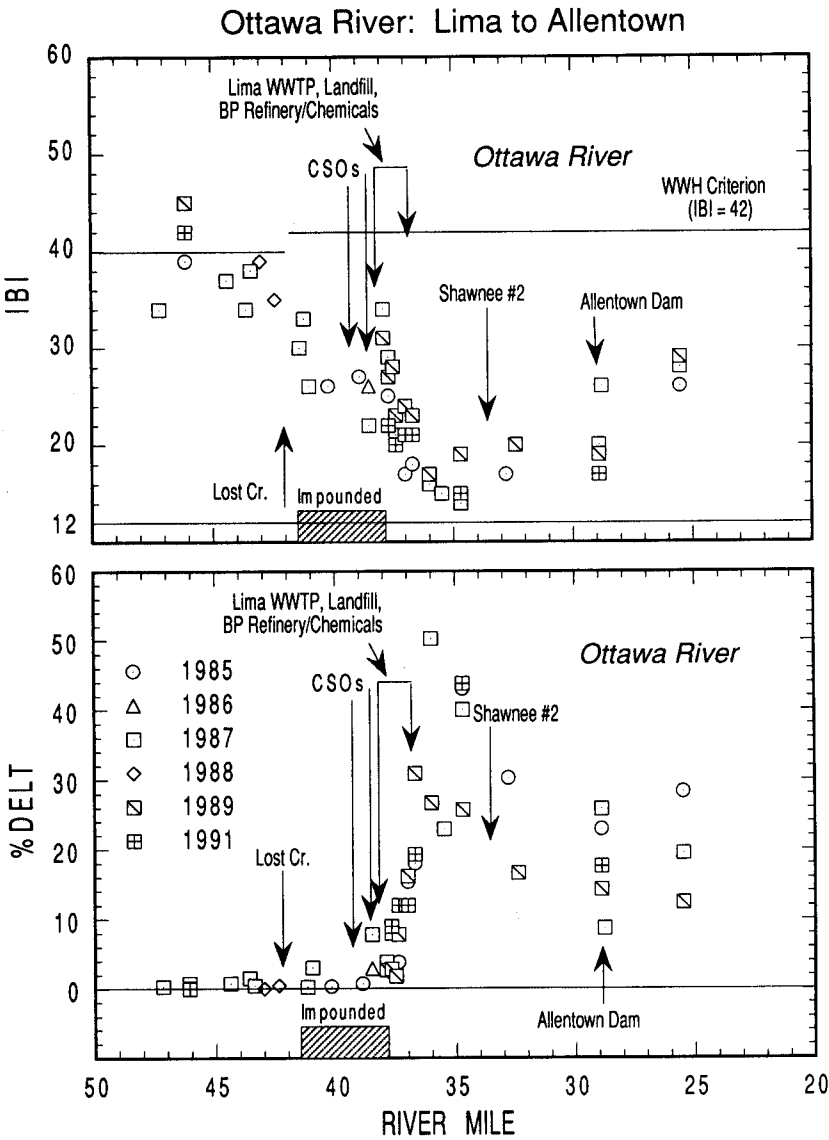 Ottawa River: Lima to Allentown
60
50
40
30
20
12
IBI
Lima WWTP, Landfill,
BP Refinery/Chemicals
CSOs
Ottawa River
WWH Criterion
(IBI = 42)
Shawnee #2
Allentown Dam
Lost Cr.
Impounded
60
50
40
30
20
10
0
%DELT
Lima WWTP, Landfill,
BP Refinery/Chemicals
CSOs
Ottawa River
1985
1986
1987
1988
1989
1991
Shawnee #2
Lost Cr.
Allentown Dam
Impounded
50 45 40 35 30 25 20
RIVER MILE